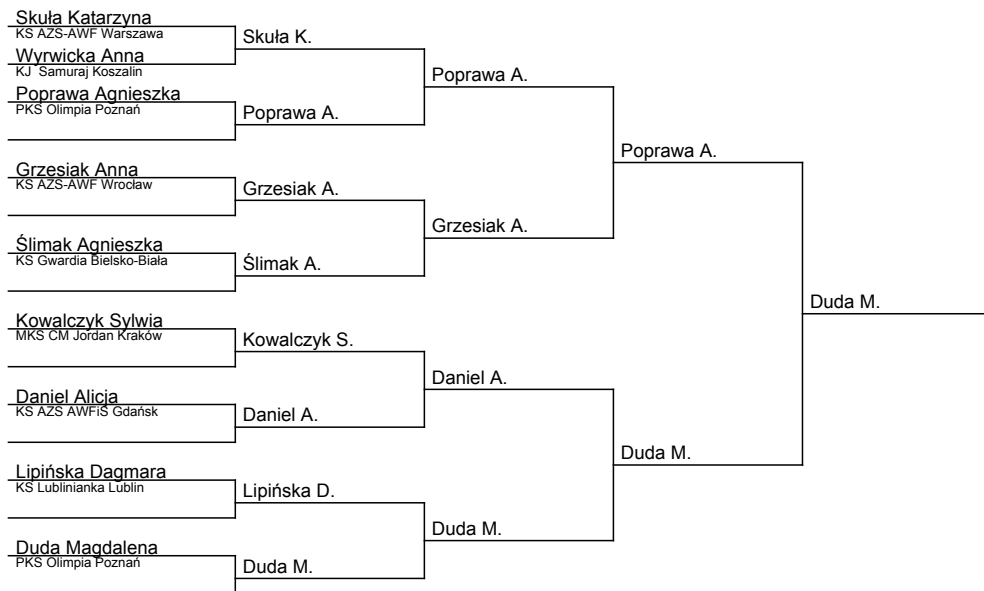 Skuła Katarzyna
KS AZS-AWF Warszawa
Skuła K.
Wyrwicka Anna
KJ Samuraj Koszalin
Poprawa A.
Poprawa Agnieszka
PKS Olimpia Poznań
Poprawa A.
Poprawa A.
Grzesiak Anna
KS AZS-AWF Wrocław
Grzesiak A.
Grzesiak A.
Ślimak Agnieszka
KS Gwardia Bielsko-Biała
Ślimak A.
Duda M.
Kowalczyk Sylwia
MKS CM Jordan Kraków
Kowalczyk S.
Daniel A.
Daniel Alicja
KS AZS AWFiS Gdańsk
Daniel A.
Duda M.
Lipińska Dagmara
KS Lublinianka Lublin
Lipińska D.
Duda M.
Duda Magdalena
PKS Olimpia Poznań
Duda M.